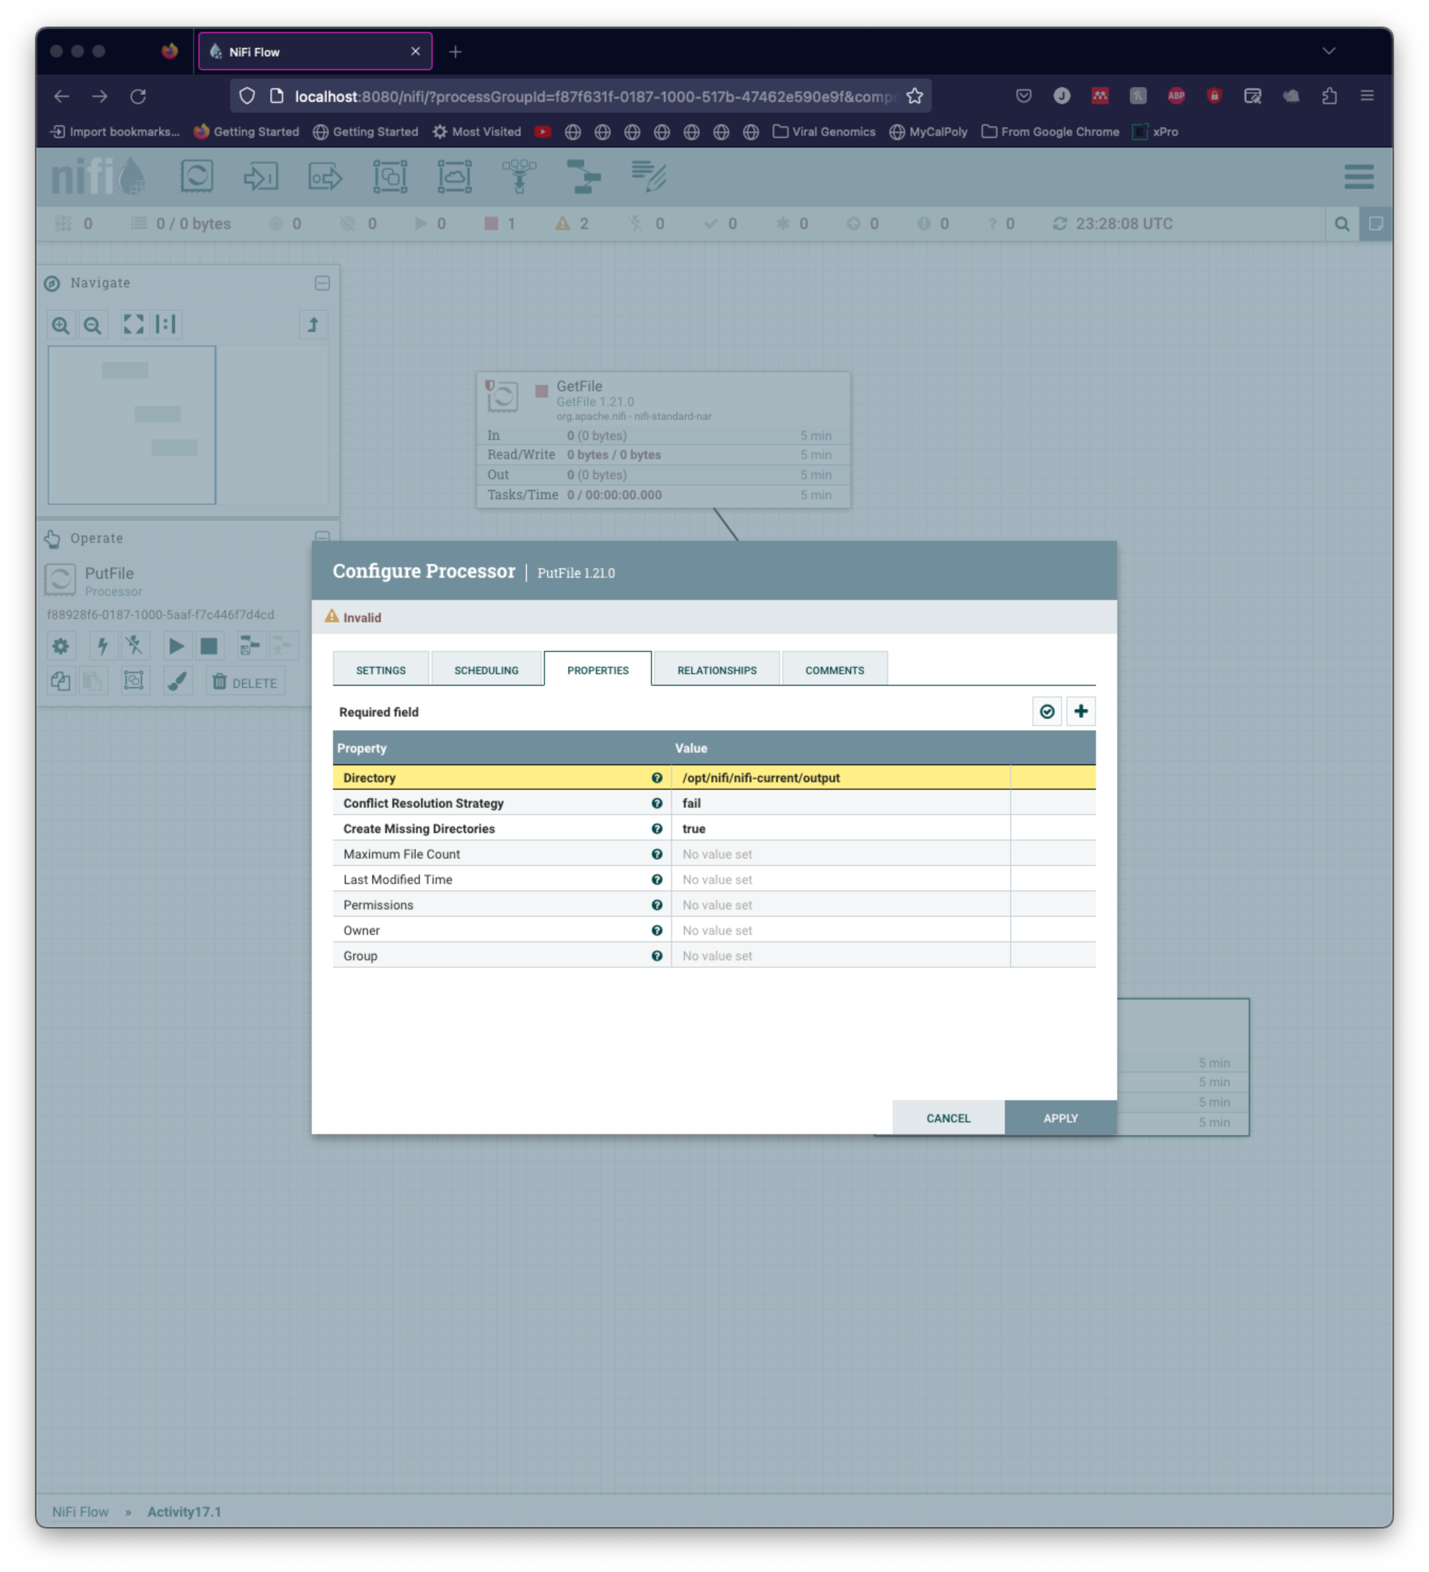 NiFi Flow
localhost:8080/nifi/?processGroupId=f87f631f-0187-1000-517b-47462e590e9f&comp
J
ABP
Import bookmarks...
Getting Started
Getting Started
Most Visited
Viral Genomics
MyCalPoly
From Google Chrome
xPro
nifi
0
0 / 0 bytes
0
0
0
1
2
0
0
0
0
0
? 0
23:28:08 UTC
Navigate
GetFile
GetFile 1.21.0
org.apache.nifi - nifi-standard-nar
In 0 (0 bytes) 5 min
Read/Write 0 bytes / 0 bytes 5 min
Out 0 (0 bytes) 5 min
Tasks/Time 0 / 00:00:00.000 5 min
Operate
PutFile
Processor
f88928f6-0187-1000-5aaf-f7c446f7d4cd
DELETE
Configure Processor | PutFile 1.21.0
Invalid
SETTINGS
SCHEDULING
PROPERTIES
RELATIONSHIPS
COMMENTS
Required field
Property Value
Directory /opt/nifi/nifi-current/output
Conflict Resolution Strategy fail
Create Missing Directories true
Maximum File Count No value set
Last Modified Time No value set
Permissions No value set
Owner No value set
Group No value set
5 min
5 min
5 min
5 min
CANCEL
APPLY
NiFi Flow » Activity17.1